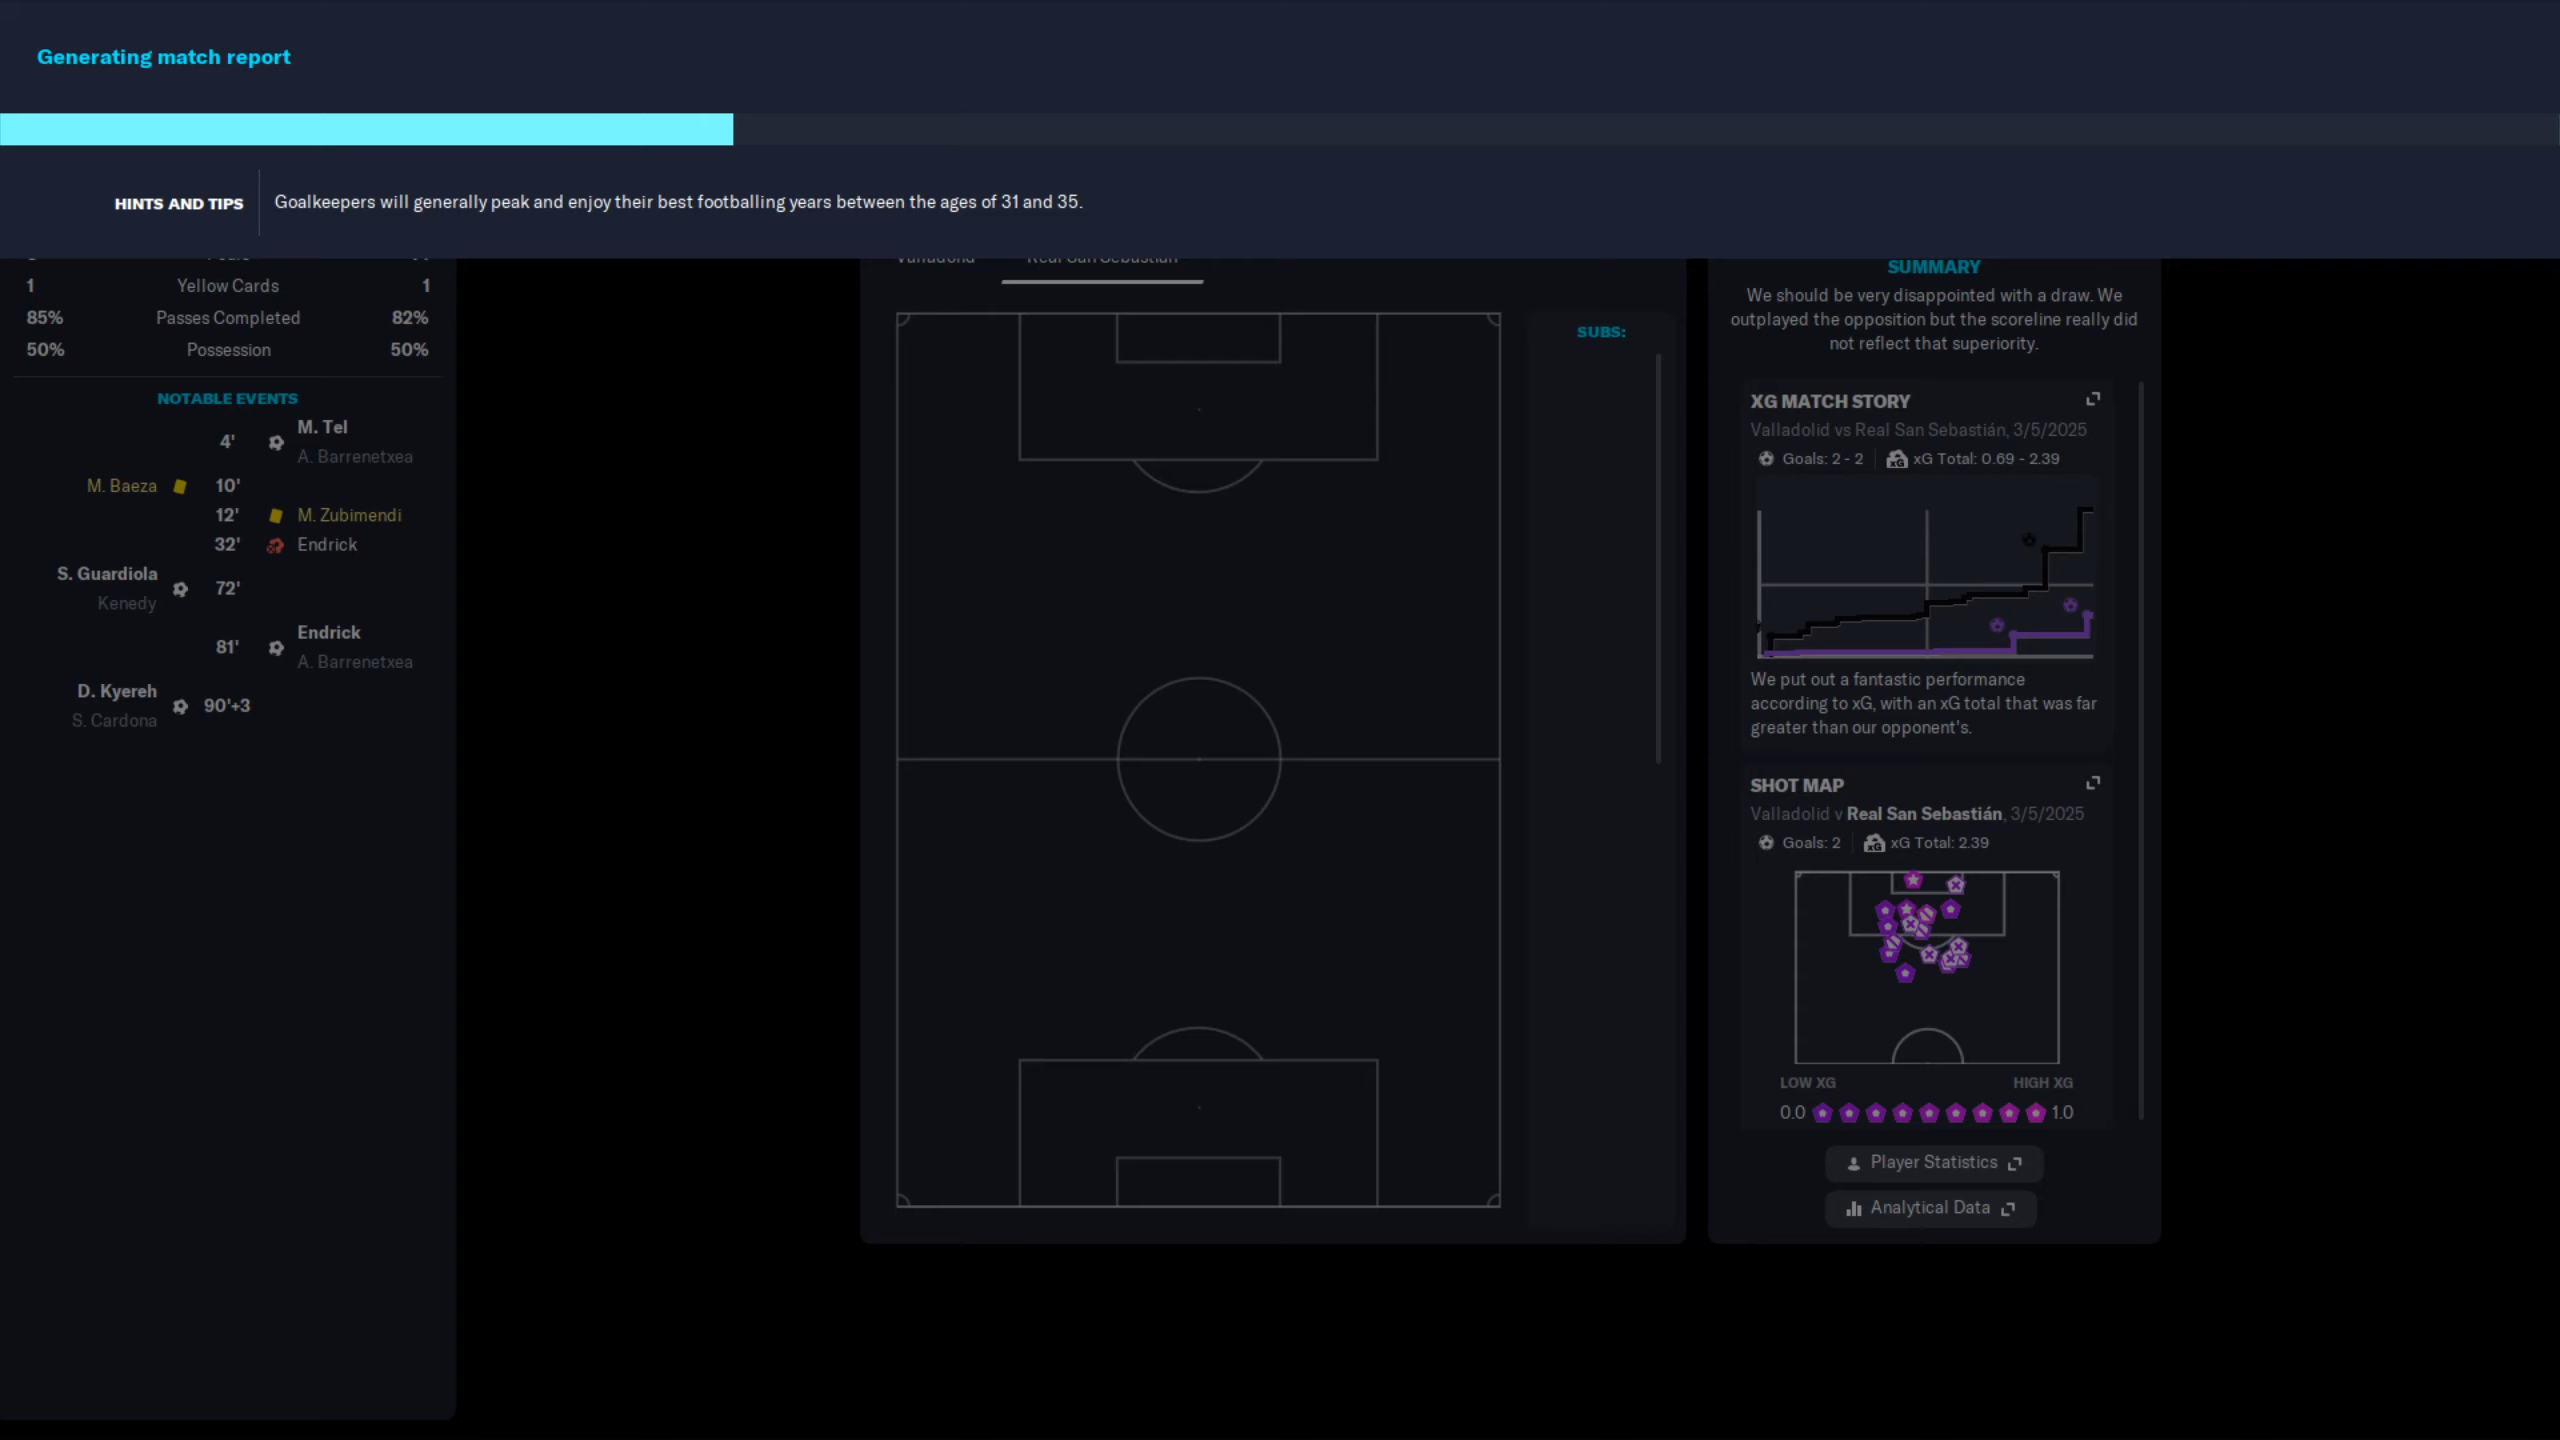 Generating match report
HINTS AND TIPS
Goalkeepers will generally peak and enjoy their best footballing years between the ages of 31 and 35.
1 Yellow Cards 1
85% Passes Completed 82%
50% Possession 50%
NOTABLE EVENTS
4' M. Tel
A. Barrenetxea
M. Baeza 10'
12' M. Zubimendi
32' Endrick
S. Guardiola 72'
Kenedy
81' Endrick
A. Barrenetxea
D. Kyereh 90'+3
S. Cardona
Valladolid Real San Sebastián
SUBS:
SUMMARY
We should be very disappointed with a draw. We
outplayed the opposition but the scoreline really did
not reflect that superiority.
XG MATCH STORY
Valladolid vs Real San Sebastián, 3/5/2025
Goals: 2 - 2 xG xG Total: 0.69 - 2.39
We put out a fantastic performance
according to xG, with an xG total that was far
greater than our opponent's.
SHOT MAP
Valladolid v Real San Sebastián, 3/5/2025
Goals: 2 xG xG Total: 2.39
LOW XG HIGH XG
0.0 1.0
Player Statistics
Analytical Data